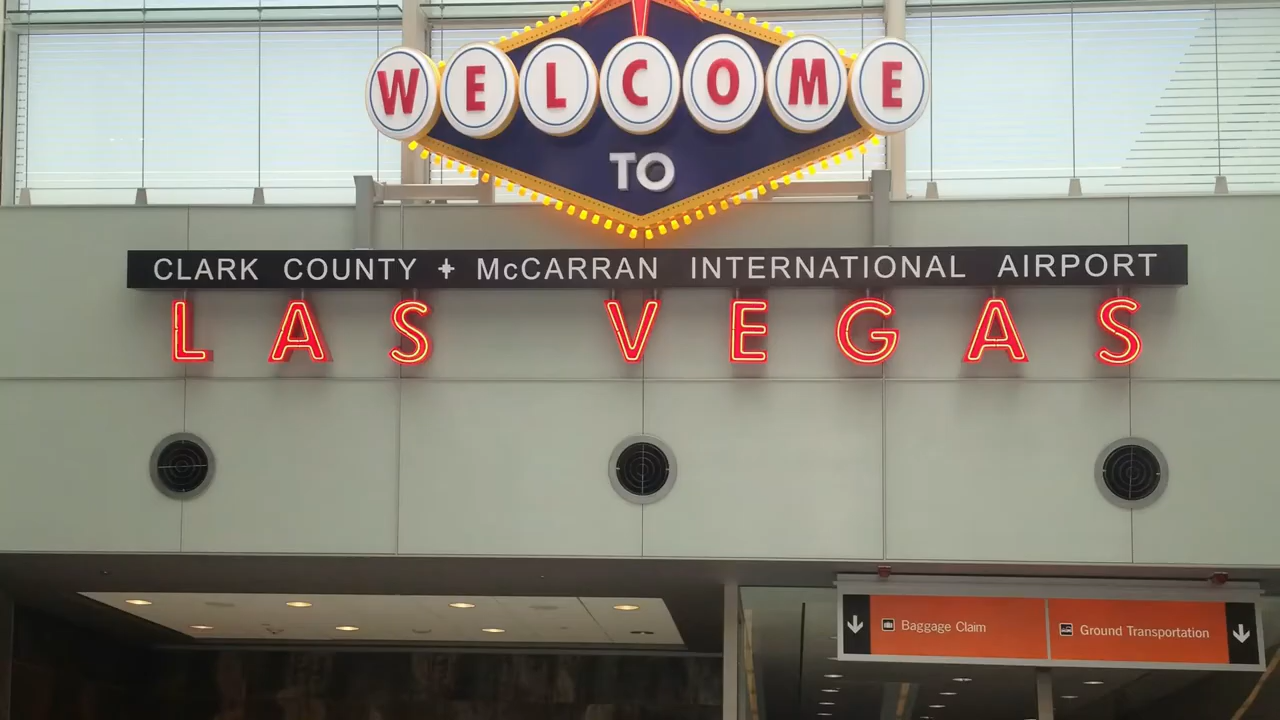 WELCOME
TO
CLARK COUNTY McCARRAN INTERNATIONAL AIRPORT
LAS VEGAS
Baggage Claim
Ground Transportation